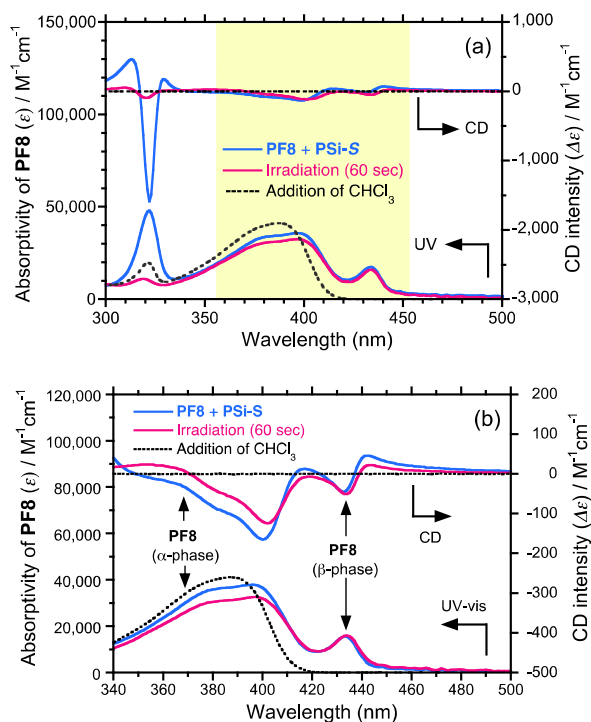 (a)
Absorptivity of PF8 (ε) / M⁻¹cm⁻¹
150,000
100,000
50,000
0
1,000
0
-1,000
-2,000
-3,000
CD intensity (Δε) / M⁻¹cm⁻¹
CD
PF8 + PSi-S
Irradiation (60 sec)
Addition of CHCl₃
UV
300 350 400 450 500
Wavelength (nm)
(b)
Absorptivity of PF8 (ε) / M⁻¹cm⁻¹
120,000
100,000
80,000
60,000
40,000
20,000
0
200
100
0
-100
-200
-300
-400
-500
CD intensity (Δε) / M⁻¹cm⁻¹
PF8 + PSi-S
Irradiation (60 sec)
Addition of CHCl₃
CD
PF8
(α-phase)
PF8
(β-phase)
UV-vis
340 360 380 400 420 440 460 480 500
Wavelength (nm)